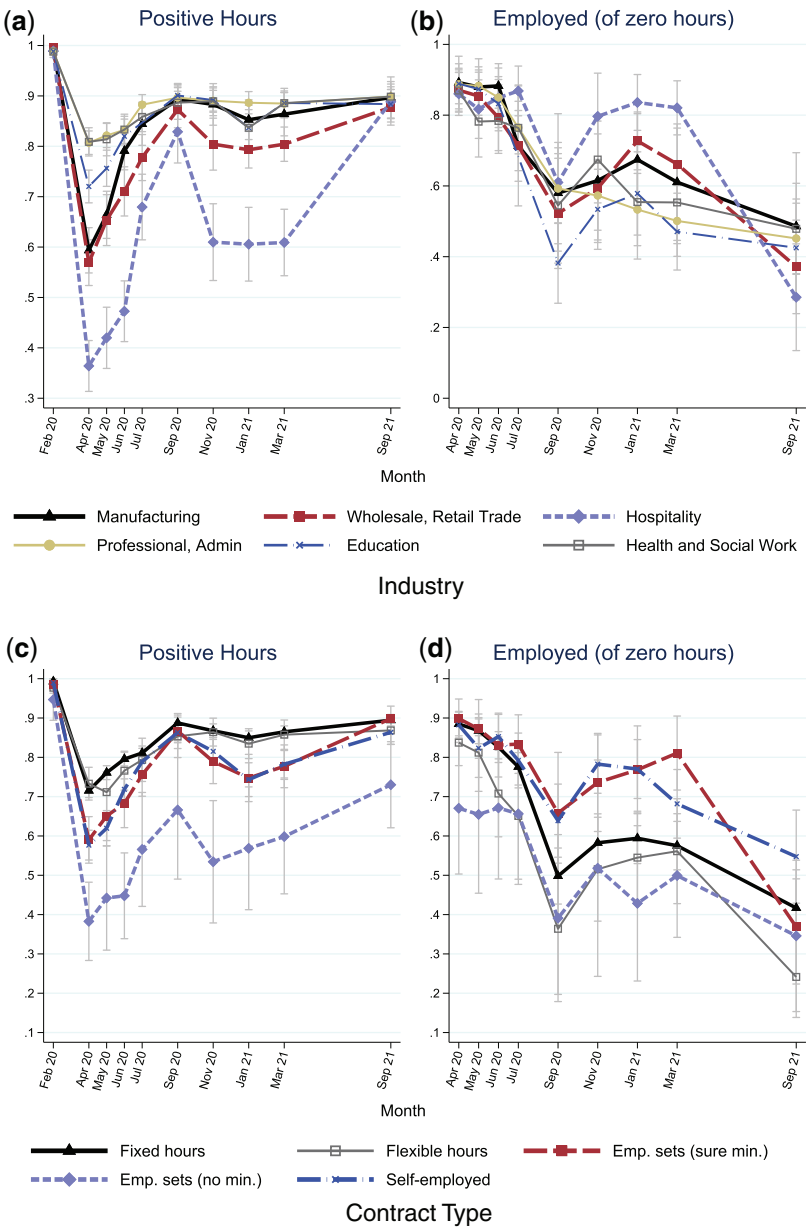 (a) Positive Hours
(b) Employed (of zero hours)
1
.9
.8
.7
.6
.5
.4
.3
Feb 20
Apr 20
May 20
Jun 20
Jul 20
Sep 20
Nov 20
Jan 21
Mar 21
Sep 21
Month
1
.8
.6
.4
.2
0
Apr 20
May 20
Jun 20
Jul 20
Sep 20
Nov 20
Jan 21
Mar 21
Sep 21
Manufacturing
Wholesale, Retail Trade
Hospitality
Professional, Admin
Education
Health and Social Work
Industry
(c) Positive Hours
(d) Employed (of zero hours)
1
.9
.8
.7
.6
.5
.4
.3
.2
.1
Feb 20
Apr 20
May 20
Jun 20
Jul 20
Sep 20
Nov 20
Jan 21
Mar 21
Sep 21
Month
1
.9
.8
.7
.6
.5
.4
.3
.2
.1
Apr 20
May 20
Jun 20
Jul 20
Sep 20
Nov 20
Jan 21
Mar 21
Sep 21
Fixed hours
Flexible hours
Emp. sets (sure min.)
Emp. sets (no min.)
Self-employed
Contract Type